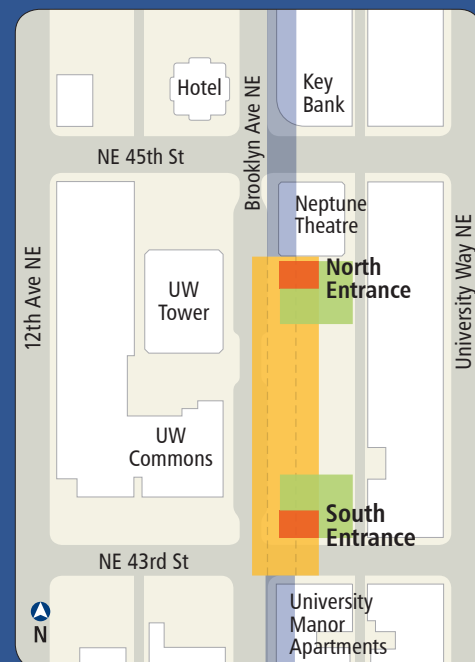 Hotel
Key
Bank
Brooklyn Ave NE
NE 45th St
Neptune
Theatre
12th Ave NE
University Way NE
North
Entrance
UW
Tower
UW
Commons
South
Entrance
NE 43rd St
University
Manor
Apartments
N